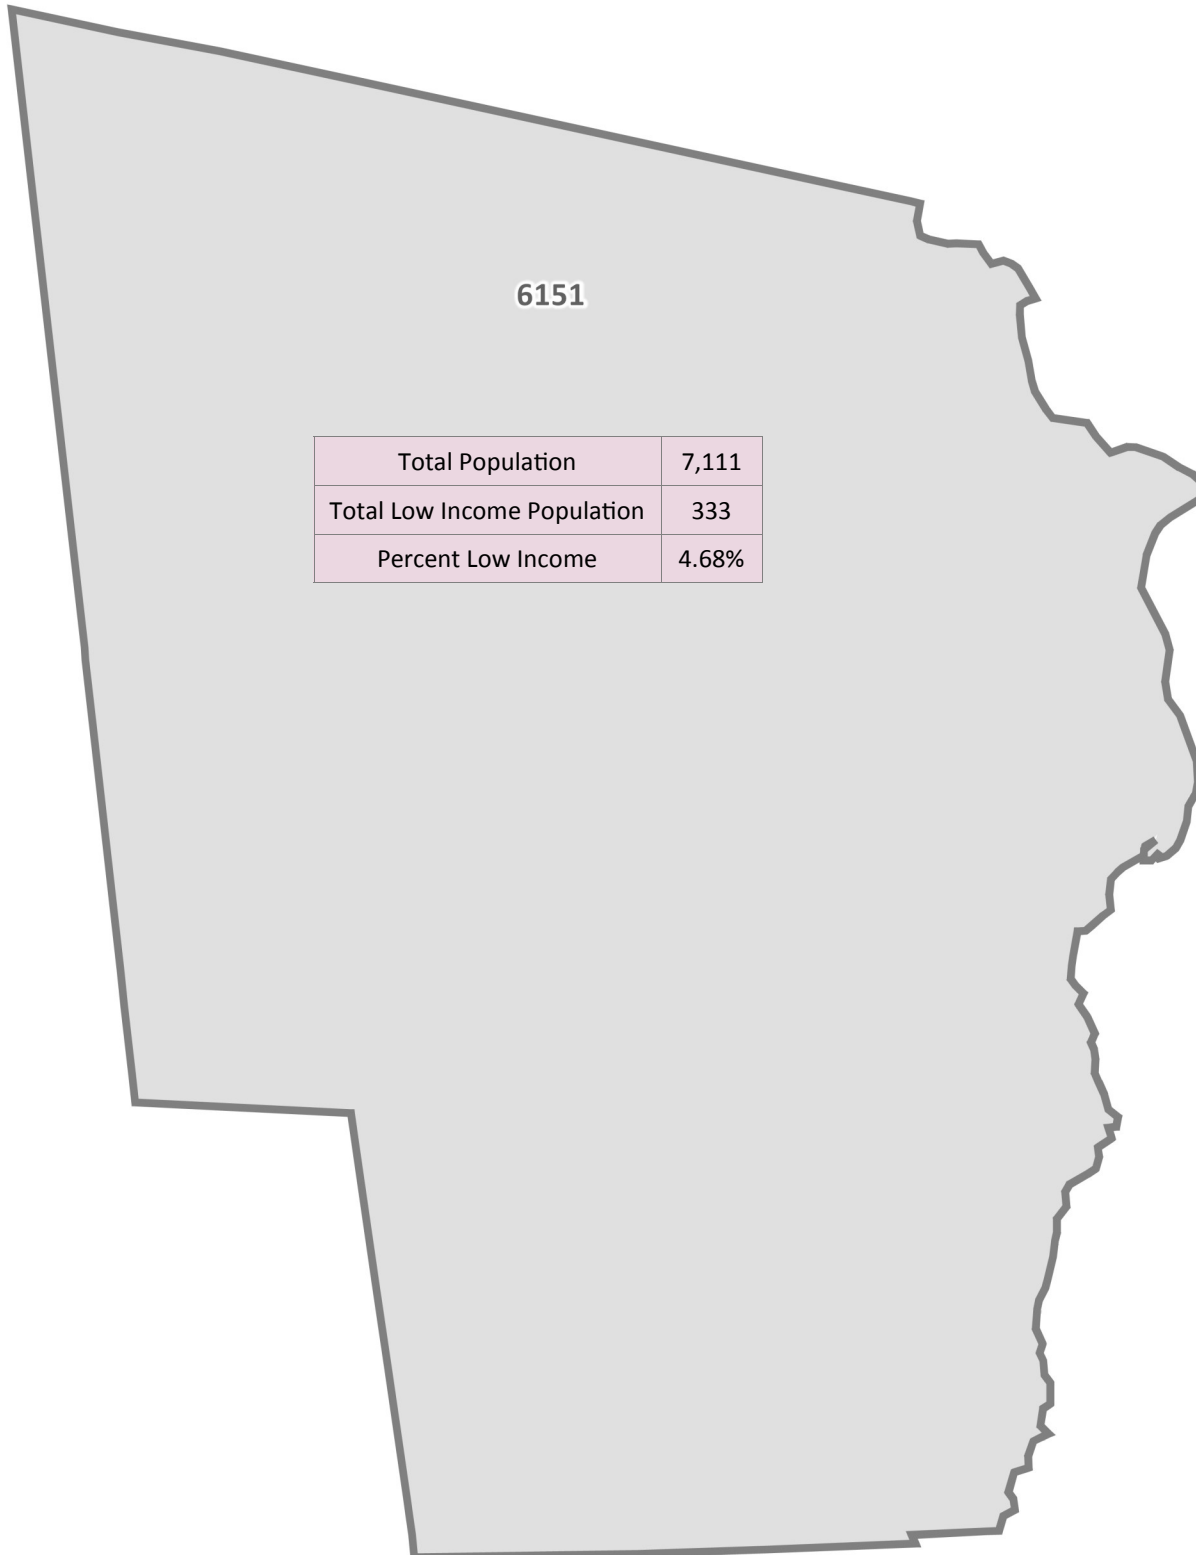 6151
Total Population 7,111
Total Low Income Population 333
Percent Low Income 4.68%